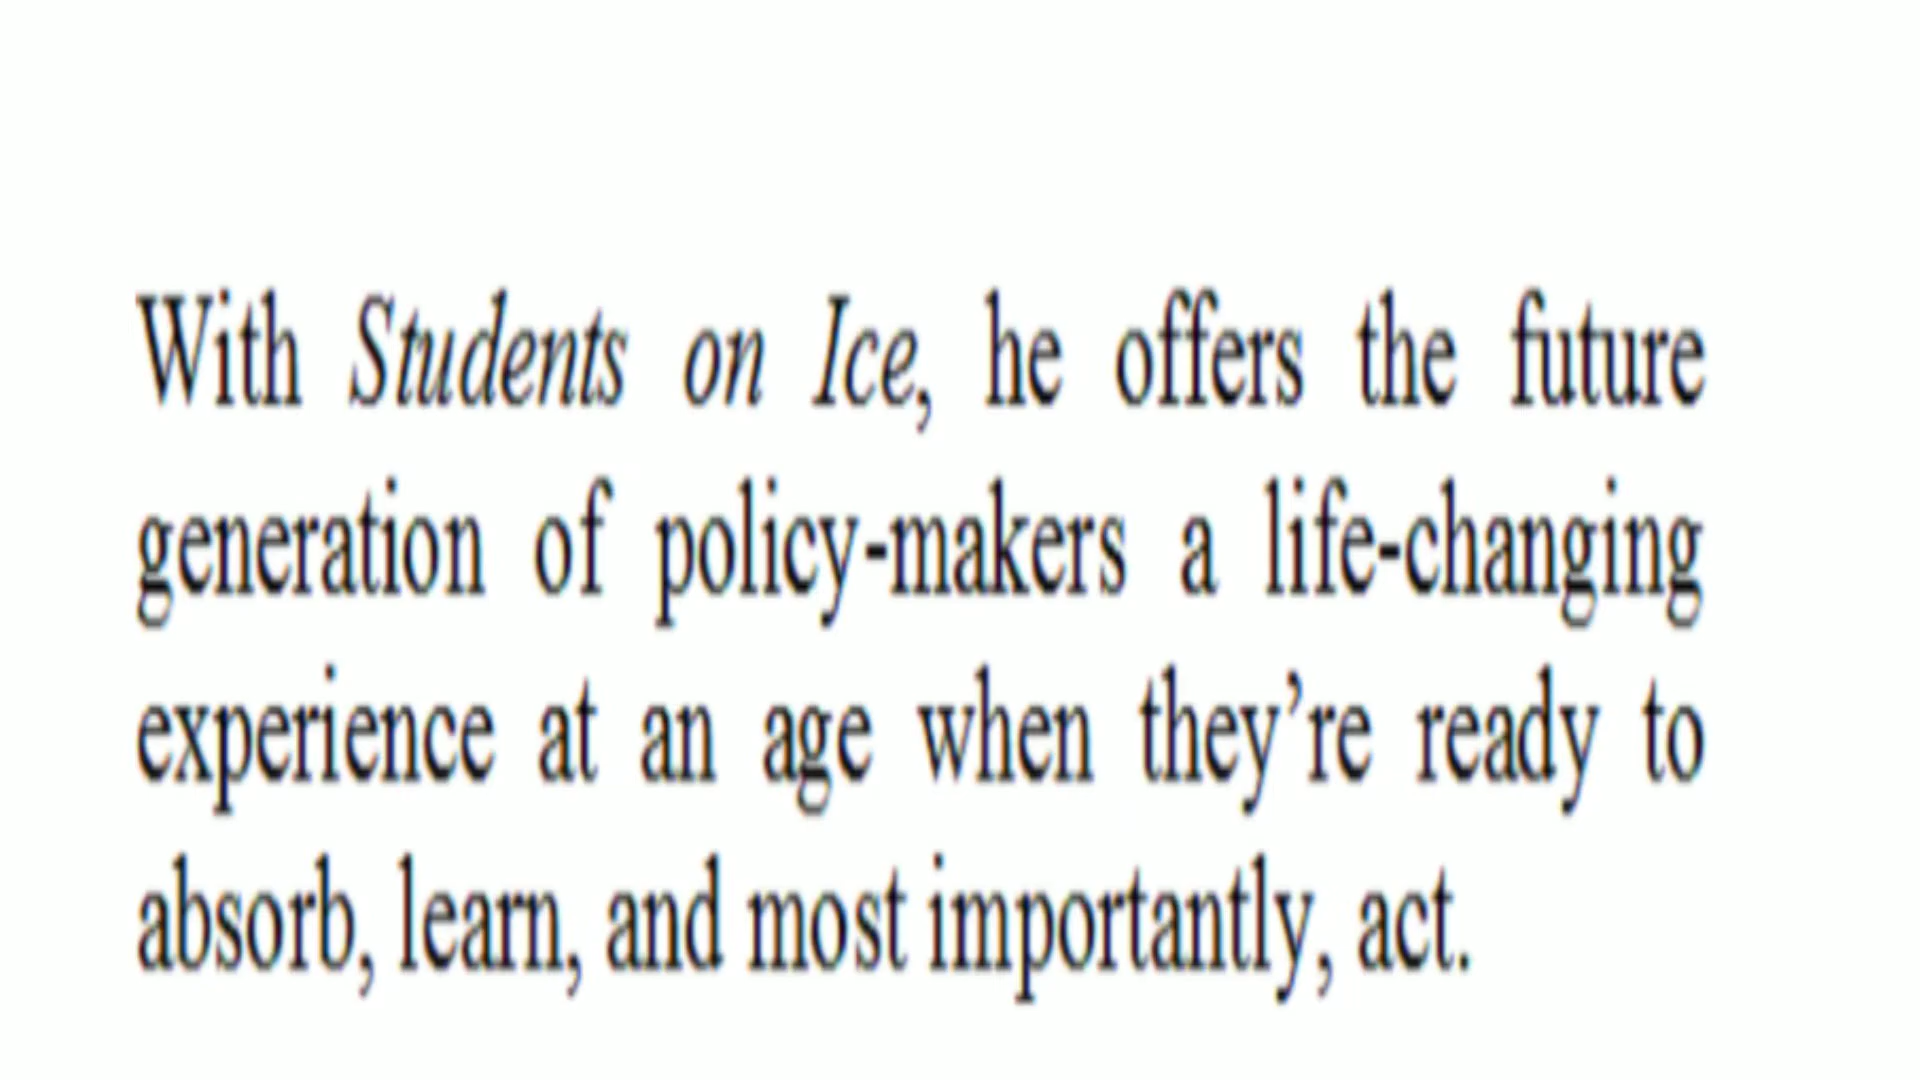 With Students on Ice, he offers the future
generation of policy-makers a life-changing
experience at an age when they’re ready to
absorb, learn, and most importantly, act.